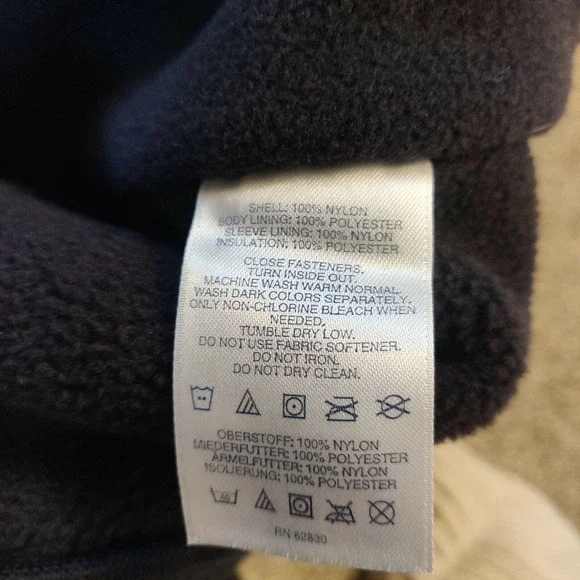 SHELL: 100% NYLON
BODY LINING: 100% POLYESTER
SLEEVE LINING: 100% NYLON
INSULATION: 100% POLYESTER
CLOSE FASTENERS.
TURN INSIDE OUT.
MACHINE WASH WARM NORMAL.
WASH DARK COLORS SEPARATELY.
ONLY NON-CHLORINE BLEACH WHEN
NEEDED.
TUMBLE DRY LOW.
DO NOT USE FABRIC SOFTENER.
DO NOT IRON.
DO NOT DRY CLEAN.
OBERSTOFF: 100% NYLON
MIEDERFUTTER: 100% POLYESTER
ARMELFUTTER: 100% NYLON
ISOLIERUNG: 100% POLYESTER
RN 62830